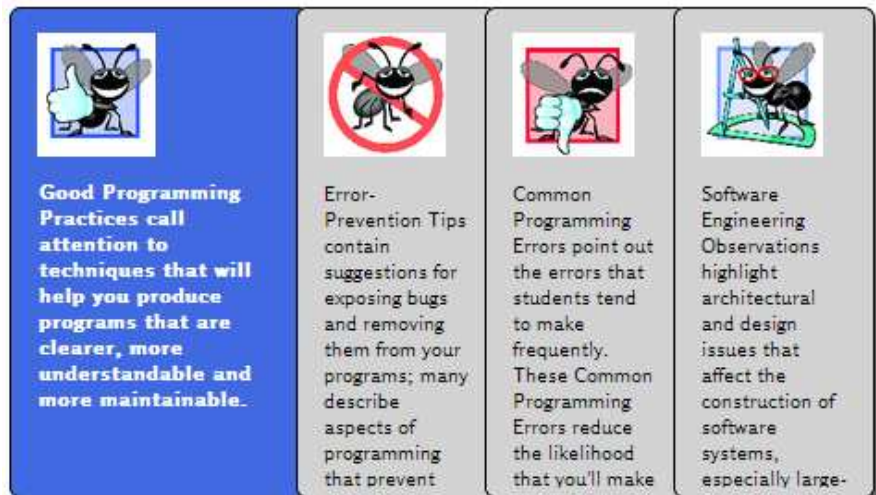 Good Programming
Practices call
attention to
techniques that will
help you produce
programs that are
clearer, more
understandable and
more maintainable.
Error-
Prevention Tips
contain
suggestions for
exposing bugs
and removing
them from your
programs; many
describe
aspects of
programming
that prevent
Common
Programming
Errors point out
the errors that
students tend
to make
frequently.
These Common
Programming
Errors reduce
the likelihood
that you'll make
Software
Engineering
Observations
highlight
architectural
and design
issues that
affect the
construction of
software
systems,
especially large-